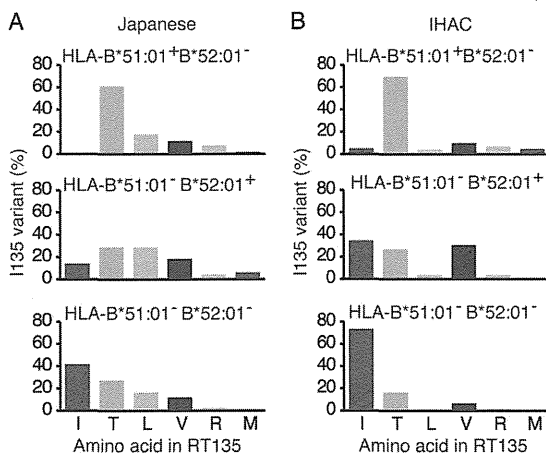 A
Japanese
HLA-B*51:01+B*52:01-
80
60
40
20
0
HLA-B*51:01- B*52:01+
80
60
40
20
0
HLA-B*51:01- B*52:01-
80
60
40
20
0
I135 variant (%)
I T L V R M
Amino acid in RT135
B
IHAC
HLA-B*51:01+B*52:01-
80
60
40
20
0
HLA-B*51:01- B*52:01+
80
60
40
20
0
HLA-B*51:01- B*52:01-
80
60
40
20
0
I135 variant (%)
I T L V R M
Amino acid in RT135